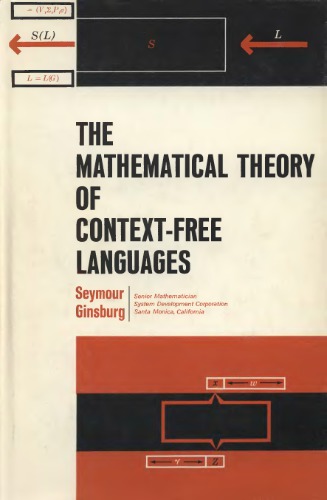 = (V,Σ,P,σ)
S(L)
S
L
L = L(G)
THE
MATHEMATICAL THEORY
OF
CONTEXT-FREE
LANGUAGES
Seymour
Ginsburg
Senior Mathematician
System Development Corporation
Santa Monica, California
x
w
γ
Z